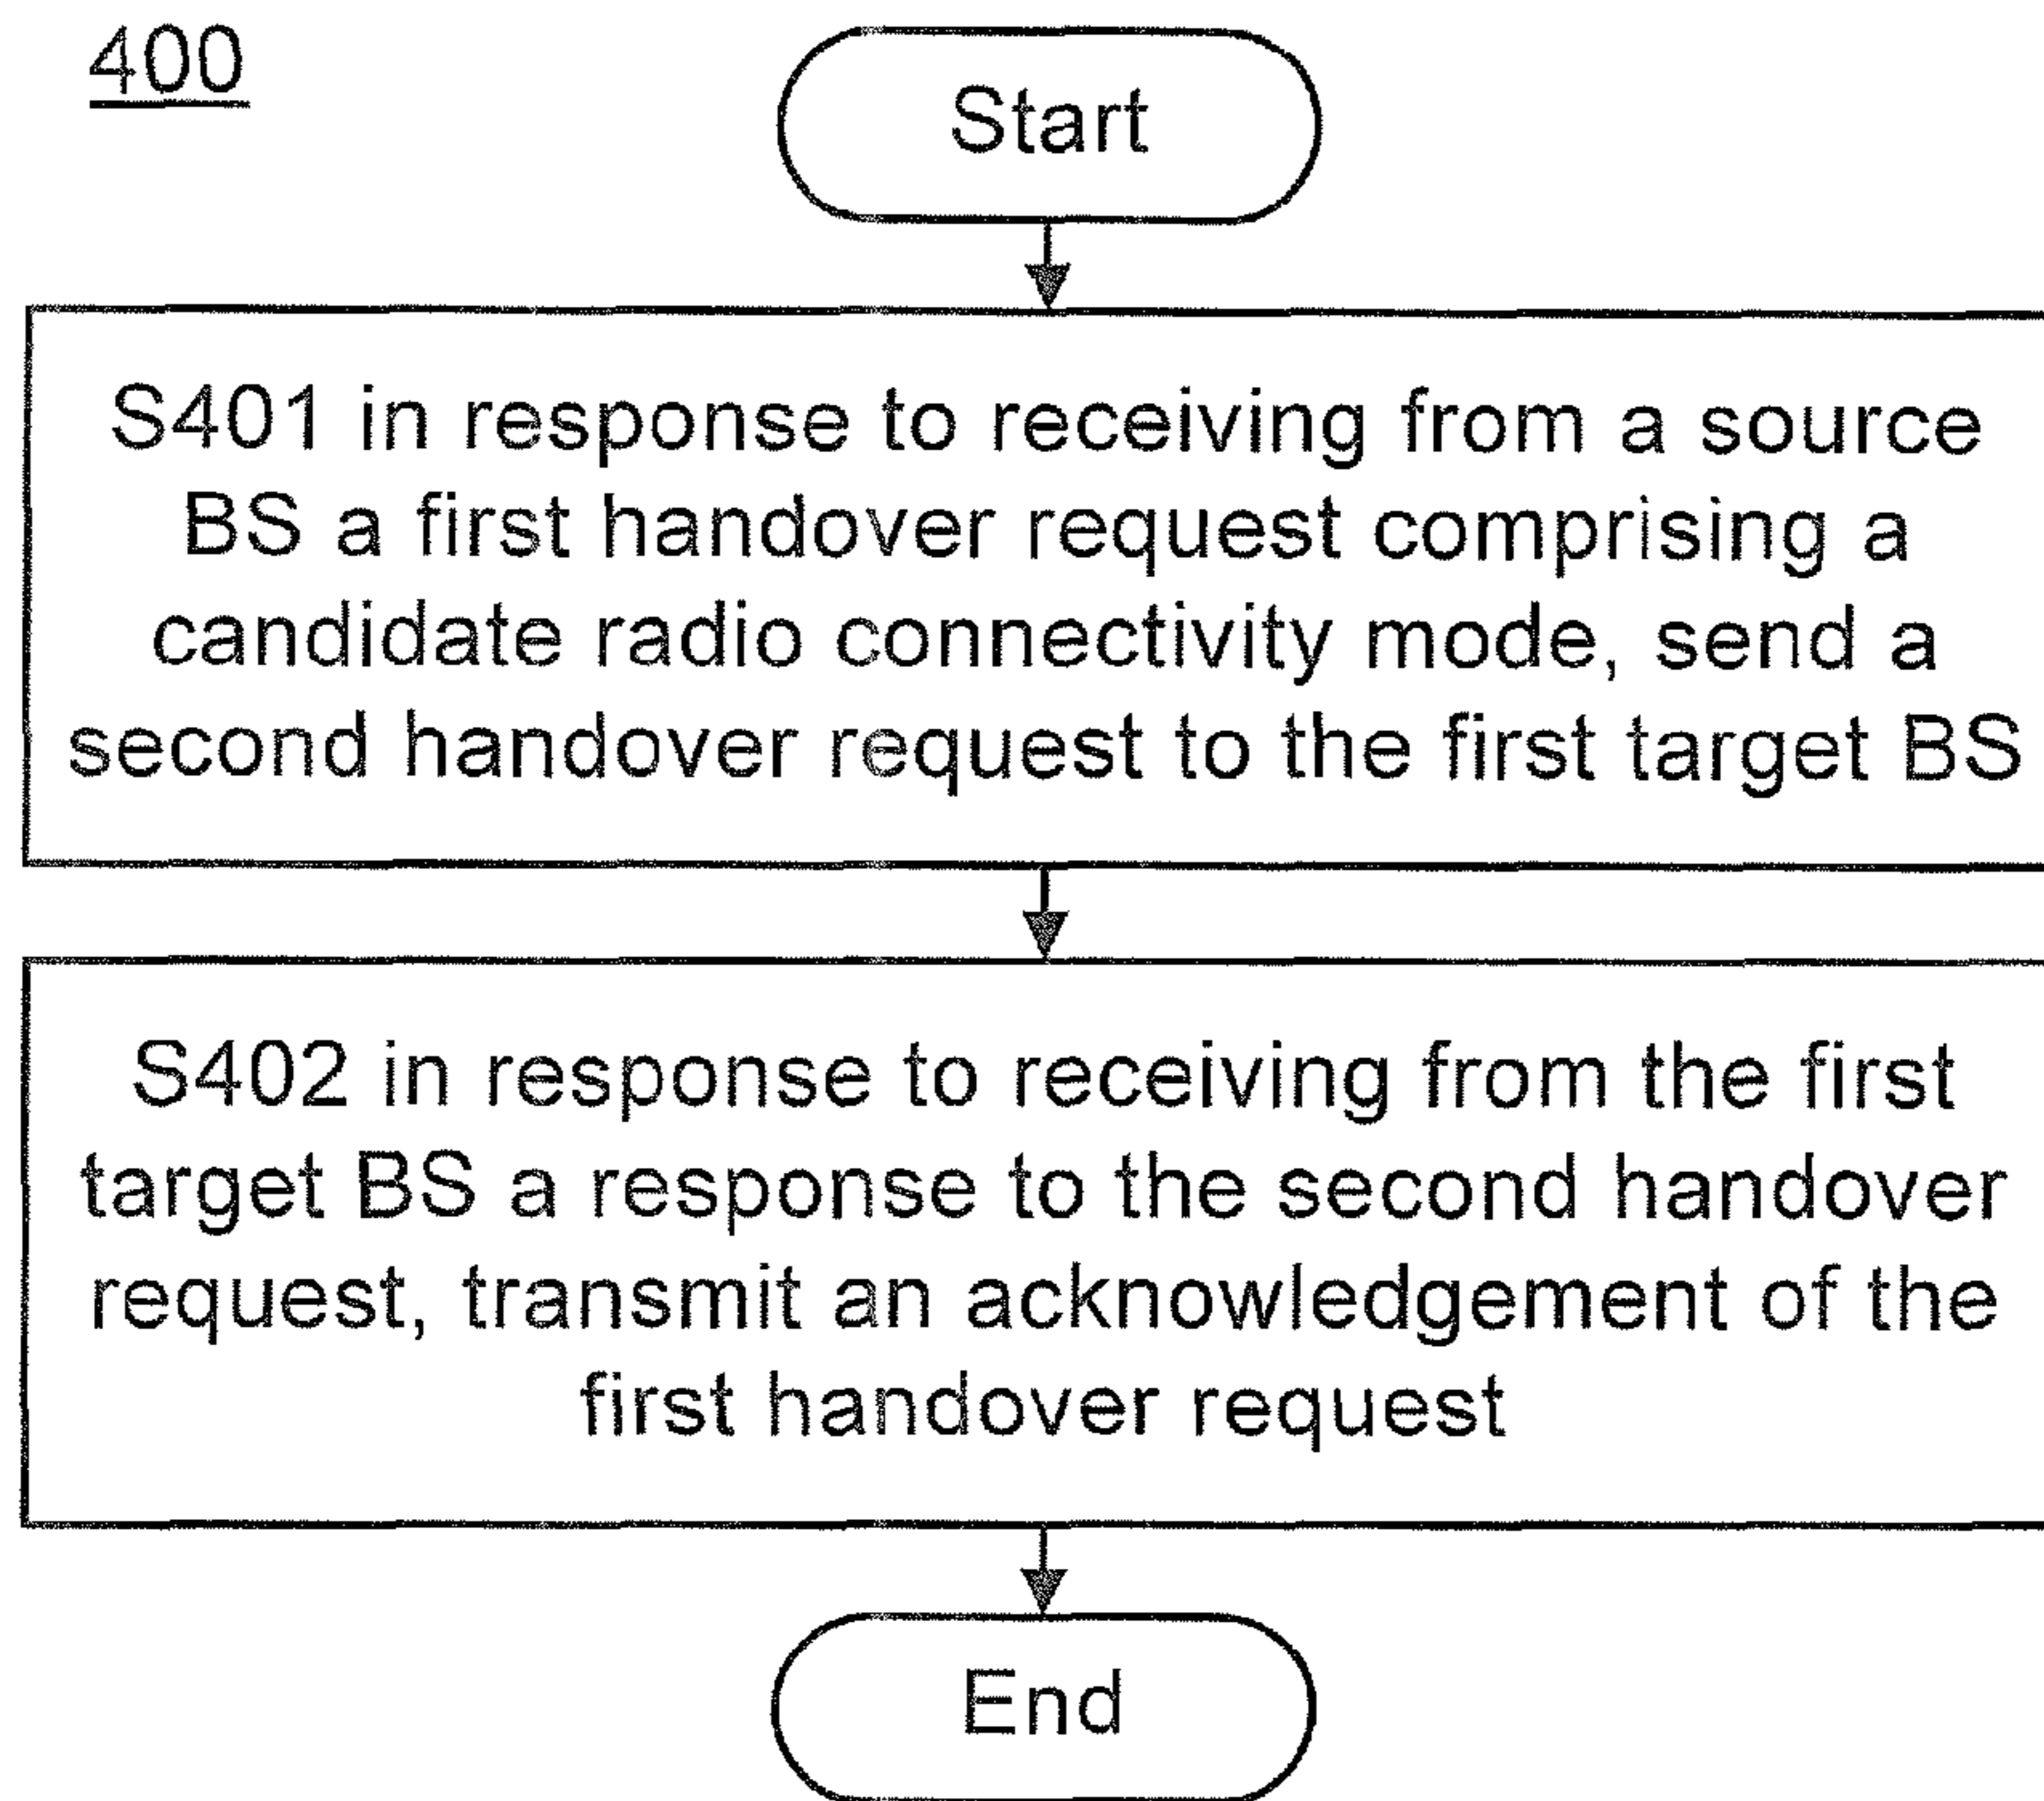 400
Start
S401 in response to receiving from a source
BS a first handover request comprising a
candidate radio connectivity mode, send a
second handover request to the first target BS
S402 in response to receiving from the first
target BS a response to the second handover
request, transmit an acknowledgement of the
first handover request
End